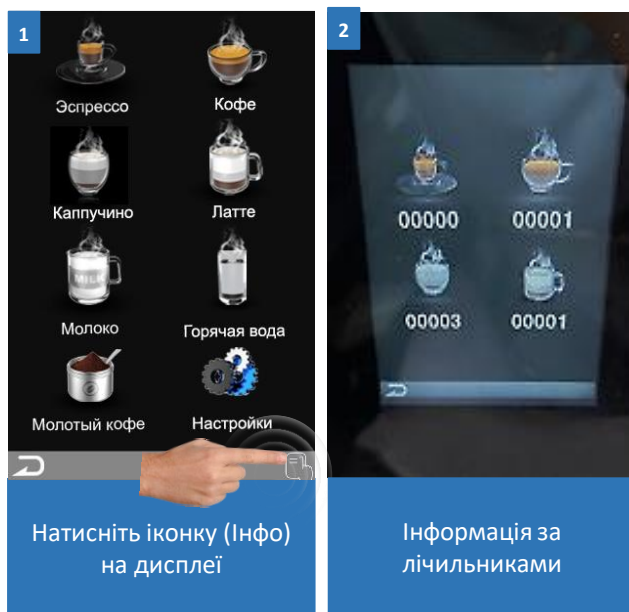 1
Эспрессо
Кофе
Каппучино
Латте
MILK
Молоко
Горячая вода
Молотый кофе
Настройки
Натисніть іконку (Інфо)
на дисплеї
2
00000
00001
00003
00001
Інформація за
лічильниками